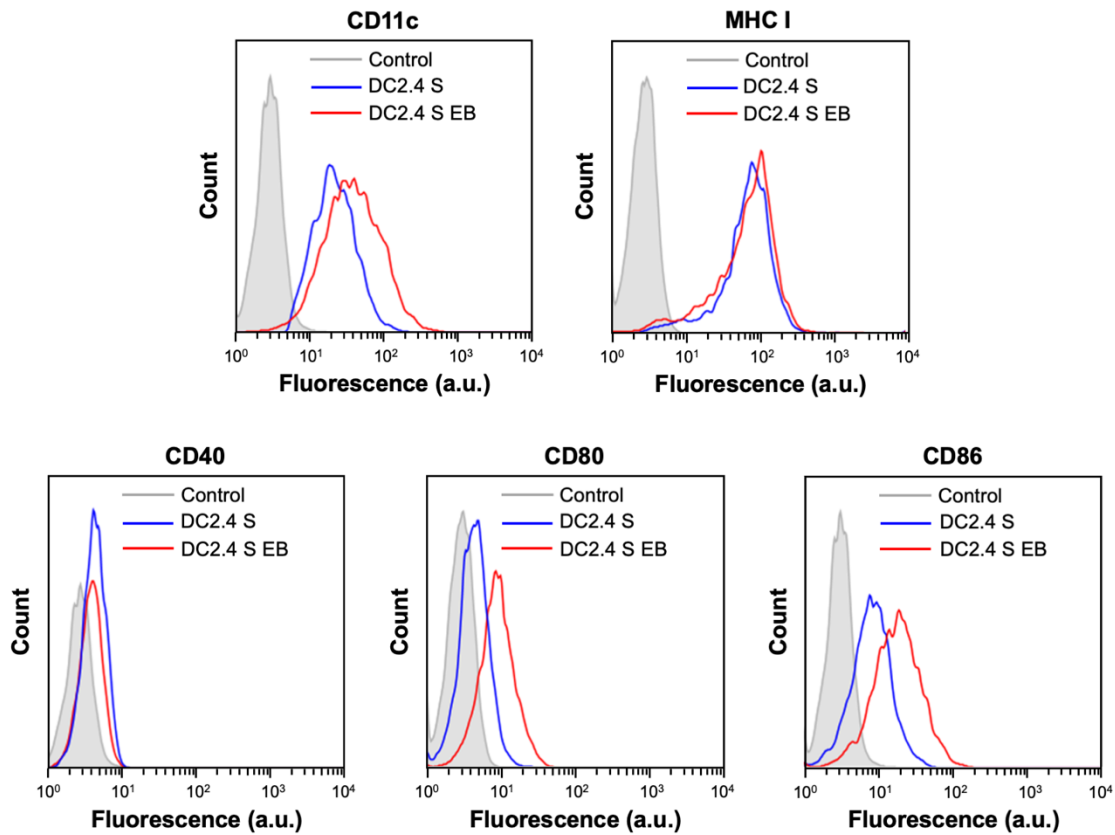 CD11c
Control
DC2.4 S
DC2.4 S EB
Count
10⁰ 10¹ 10² 10³ 10⁴
Fluorescence (a.u.)
MHC I
Control
DC2.4 S
DC2.4 S EB
Count
10⁰ 10¹ 10² 10³ 10⁴
Fluorescence (a.u.)
CD40
Control
DC2.4 S
DC2.4 S EB
Count
10⁰ 10¹ 10² 10³ 10⁴
Fluorescence (a.u.)
CD80
Control
DC2.4 S
DC2.4 S EB
Count
10⁰ 10¹ 10² 10³ 10⁴
Fluorescence (a.u.)
CD86
Control
DC2.4 S
DC2.4 S EB
Count
10⁰ 10¹ 10² 10³ 10⁴
Fluorescence (a.u.)